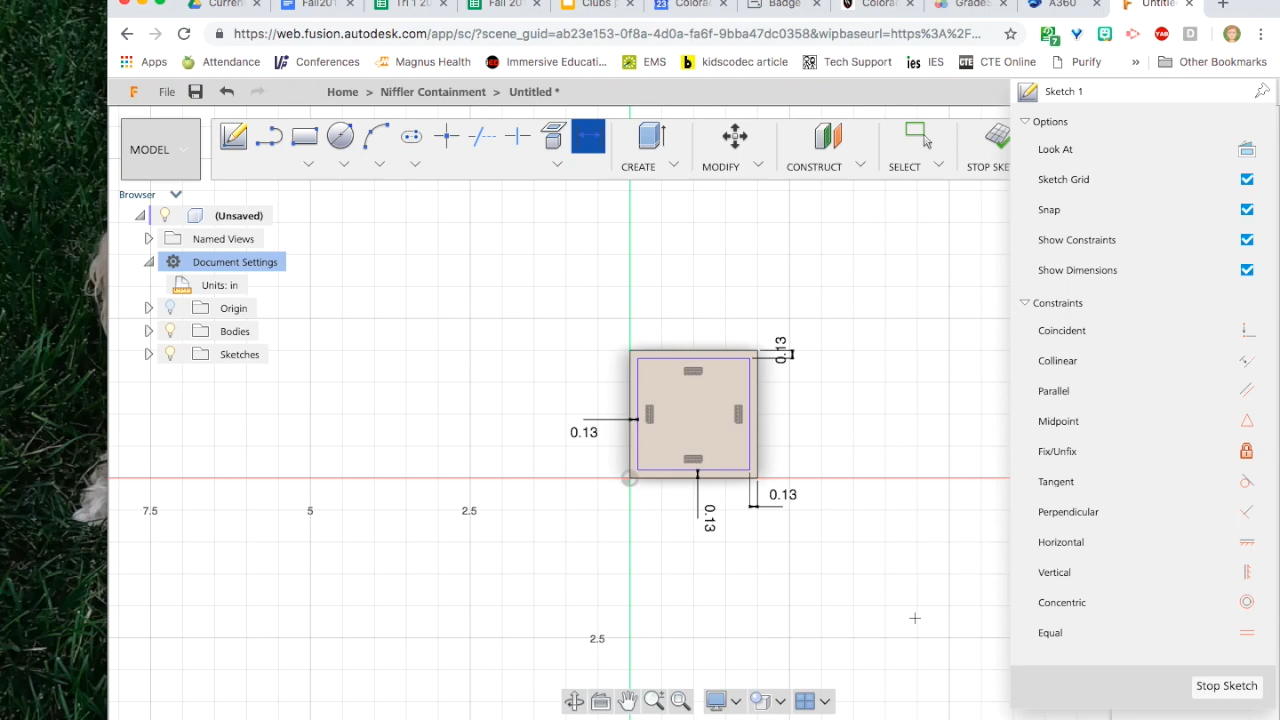 Curren
Fall201
Tri 1 20
Fall 20
Clubs p
Colorad
Badge
Colorad
GradeS
A360
Untitle
https://web.fusion.autodesk.com/app/sc/?scene_guid=ab23e153-0f8a-4d0a-fa6f-9bba47dc0358&wipbaseurl=https%3A%2F...
Apps
Attendance
Conferences
Magnus Health
Immersive Educati...
EMS
kidscodec article
Tech Support
IES
CTE Online
Purify
»
Other Bookmarks
File
Home > Niffler Containment > Untitled *
Sketch 1
MODEL
CREATE
MODIFY
CONSTRUCT
SELECT
STOP SKE
Browser
(Unsaved)
Named Views
Document Settings
Units: in
Origin
Bodies
Sketches
0.13
0.13
0.13
0.13
7.5
5
2.5
2.5
Options
Look At
Sketch Grid
Snap
Show Constraints
Show Dimensions
Constraints
Coincident
Collinear
Parallel
Midpoint
Fix/Unfix
Tangent
Perpendicular
Horizontal
Vertical
Concentric
Equal
Stop Sketch